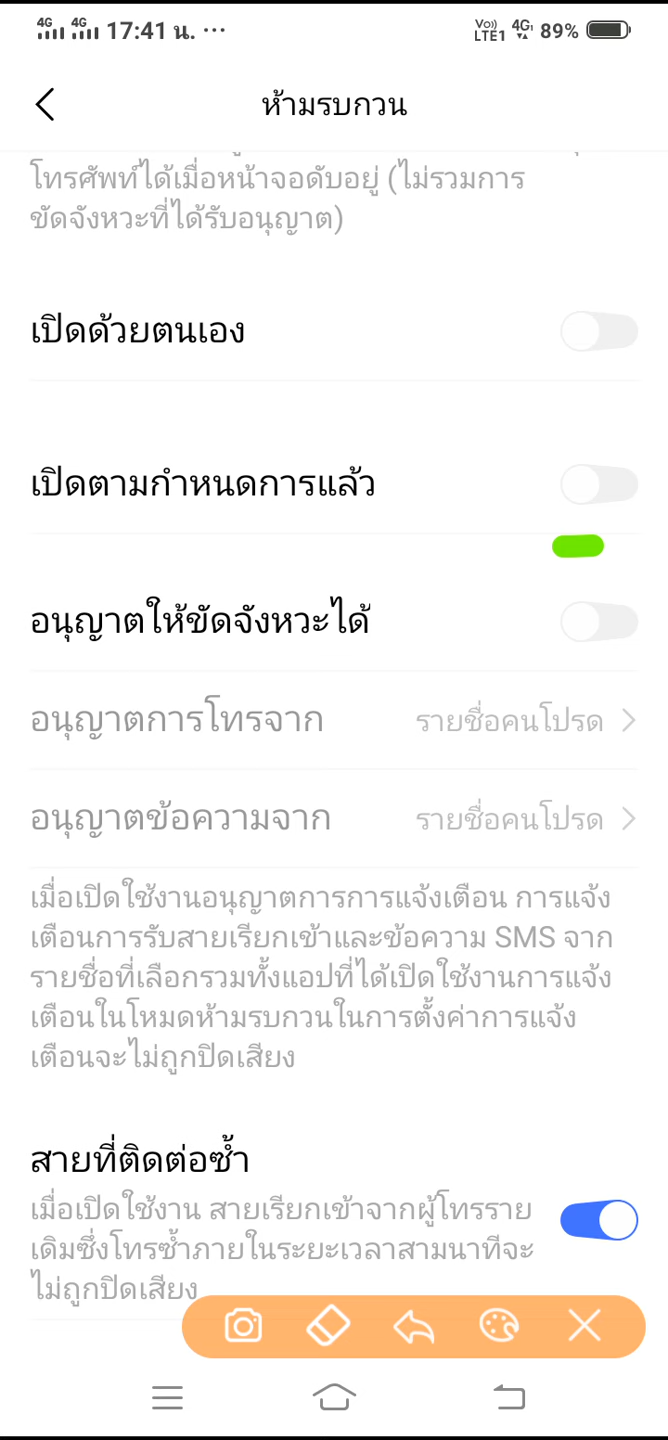 4G 4G 17:41 น. ... Vo)) LTE1 4G 89%
ห้ามรบกวน
โทรศัพท์ได้เมื่อหน้าจอดับอยู่ (ไม่รวมการ
ขัดจังหวะที่ได้รับอนุญาต)
เปิดด้วยตนเอง
เปิดตามกำหนดการแล้ว
อนุญาตให้ขัดจังหวะได้
อนุญาตการโทรจาก รายชื่อคนโปรด
อนุญาตข้อความจาก รายชื่อคนโปรด
เมื่อเปิดใช้งานอนุญาตการการแจ้งเตือน การแจ้ง
เตือนการรับสายเรียกเข้าและข้อความ SMS จาก
รายชื่อที่เลือกรวมทั้งแอปที่ได้เปิดใช้งานการแจ้ง
เตือนในโหมดห้ามรบกวนในการตั้งค่าการแจ้ง
เตือนจะไม่ถูกปิดเสียง
สายที่ติดต่อซ้ำ
เมื่อเปิดใช้งาน สายเรียกเข้าจากผู้โทรราย
เดิมซึ่งโทรซ้ำภายในระยะเวลาสามนาทีจะ
ไม่ถูกปิดเสียง